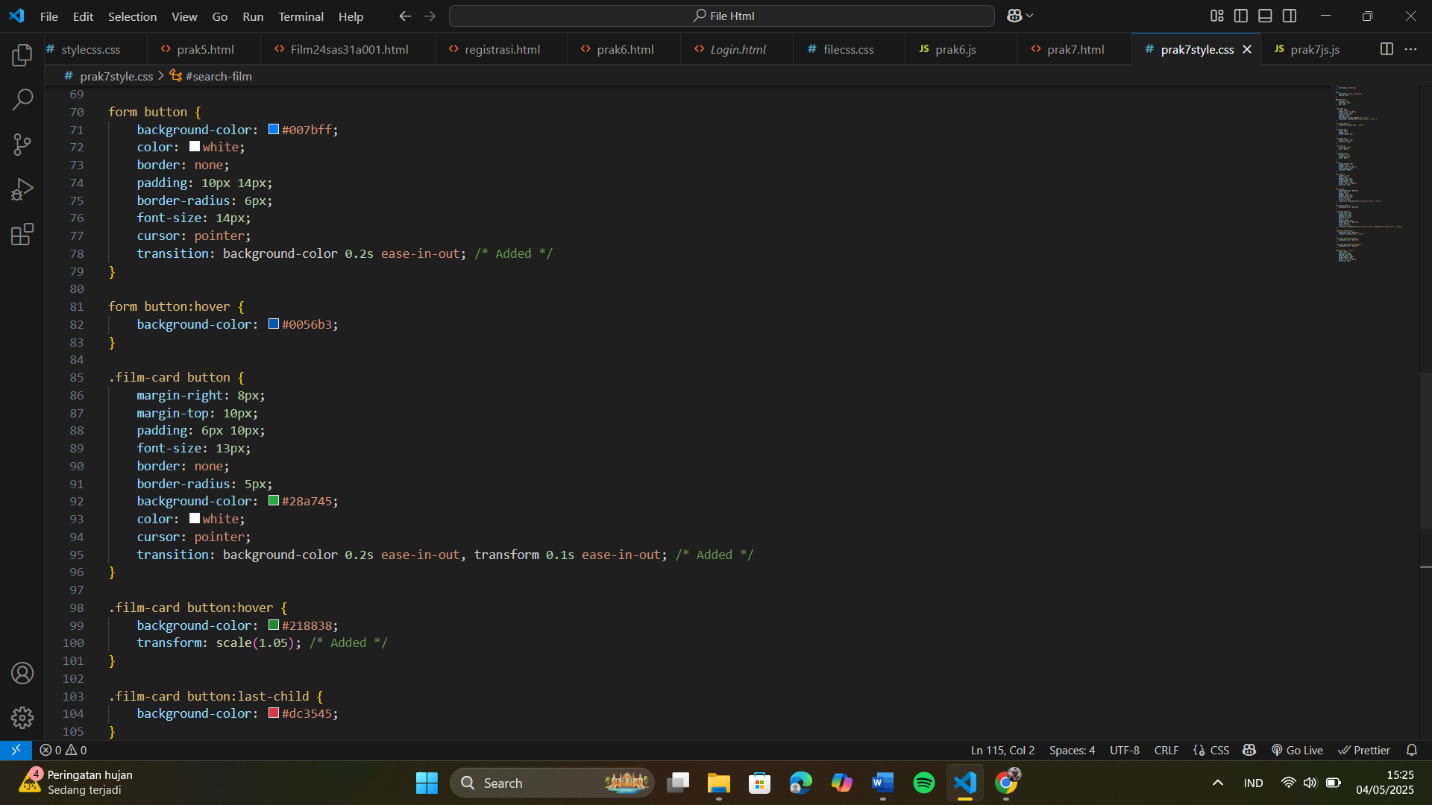 File Edit Selection View Go Run Terminal Help
File Html
# stylecss.css <> prak5.html <> Film24sas31a001.html <> registrasi.html <> prak6.html <> Login.html # filecss.css JS prak6.js <> prak7.html # prak7style.css JS prak7js.js
# prak7style.css > #search-film
69
70 form button {
71 background-color: #007bff;
72 color: white;
73 border: none;
74 padding: 10px 14px;
75 border-radius: 6px;
76 font-size: 14px;
77 cursor: pointer;
78 transition: background-color 0.2s ease-in-out; /* Added */
79 }
80
81 form button:hover {
82 background-color: #0056b3;
83 }
84
85 .film-card button {
86 margin-right: 8px;
87 margin-top: 10px;
88 padding: 6px 10px;
89 font-size: 13px;
90 border: none;
91 border-radius: 5px;
92 background-color: #28a745;
93 color: white;
94 cursor: pointer;
95 transition: background-color 0.2s ease-in-out, transform 0.1s ease-in-out; /* Added */
96 }
97
98 .film-card button:hover {
99 background-color: #218838;
100 transform: scale(1.05); /* Added */
101 }
102
103 .film-card button:last-child {
104 background-color: #dc3545;
105 }
0 0 Ln 115, Col 2 Spaces: 4 UTF-8 CRLF {} CSS Go Live Prettier
4 Peringatan hujan
Sedang terjadi
Search
IND
15:25
04/05/2025